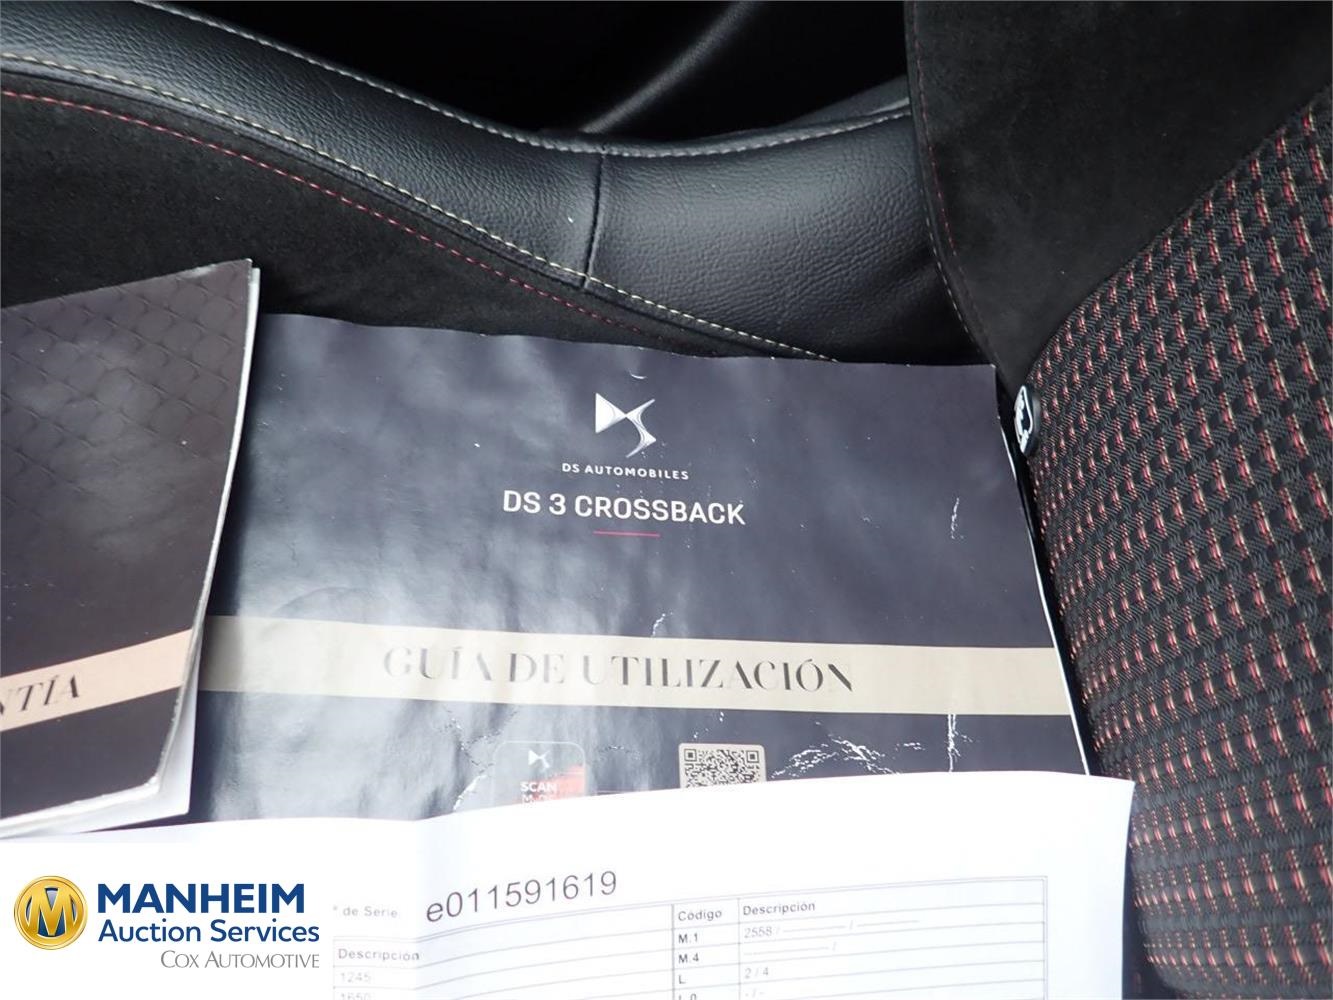 DS AUTOMOBILES
DS 3 CROSSBACK
GUÍA DE UTILIZACIÓN
NTÍA
SCAN
e011591619
° de Serie
Código
Descripción
M.1
2558 / ———— / ————
M.4
———— /
Descripción
L
2 / 4
1245
- / -
1650
MANHEIM
Auction Services
COX AUTOMOTIVE